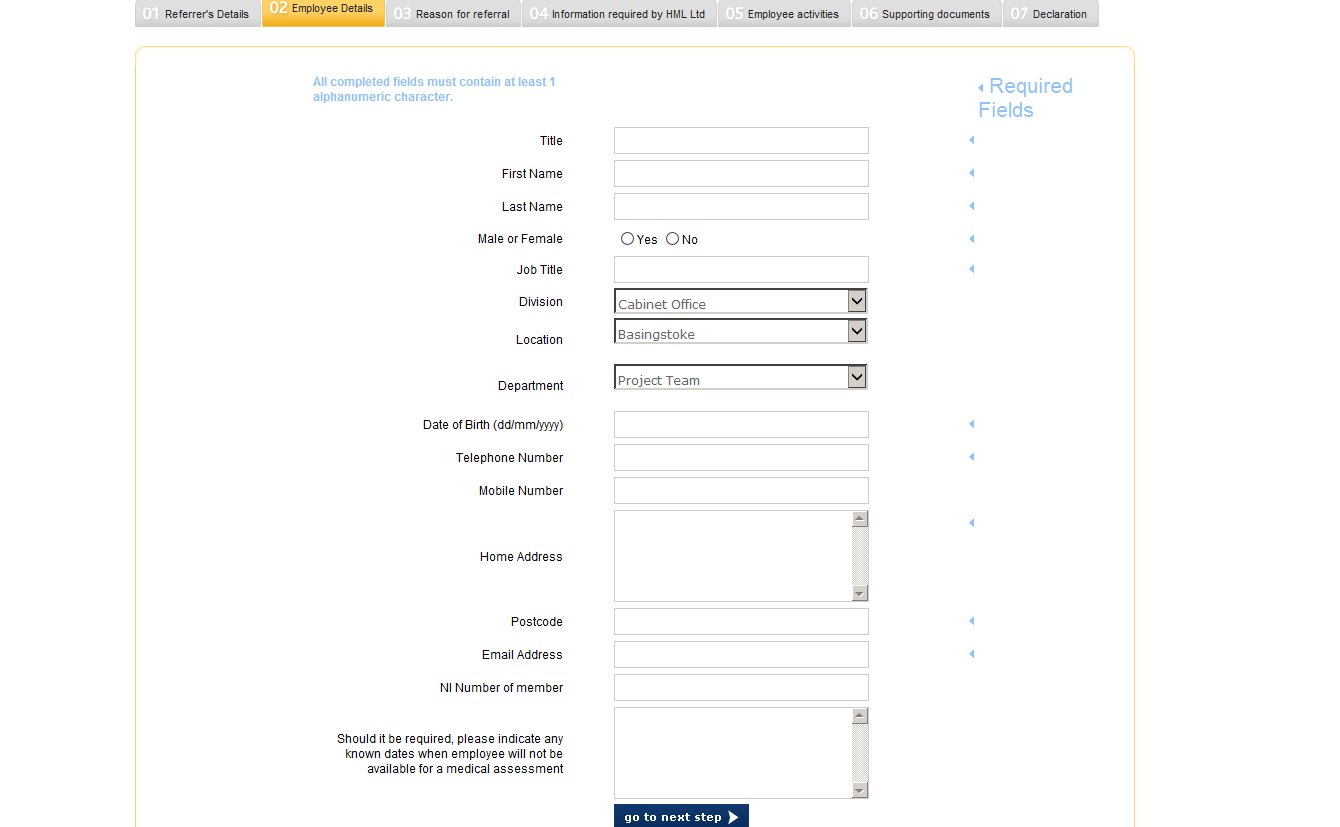 01 Referrer's Details 02 Employee Details 03 Reason for referral 04 Information required by HML Ltd 05 Employee activities 06 Supporting documents 07 Declaration
All completed fields must contain at least 1
alphanumeric character.
Required
Fields
Title
First Name
Last Name
Male or Female Yes No
Job Title
Division Cabinet Office
Location Basingstoke
Department Project Team
Date of Birth (dd/mm/yyyy)
Telephone Number
Mobile Number
Home Address
Postcode
Email Address
NI Number of member
Should it be required, please indicate any
known dates when employee will not be
available for a medical assessment
go to next step